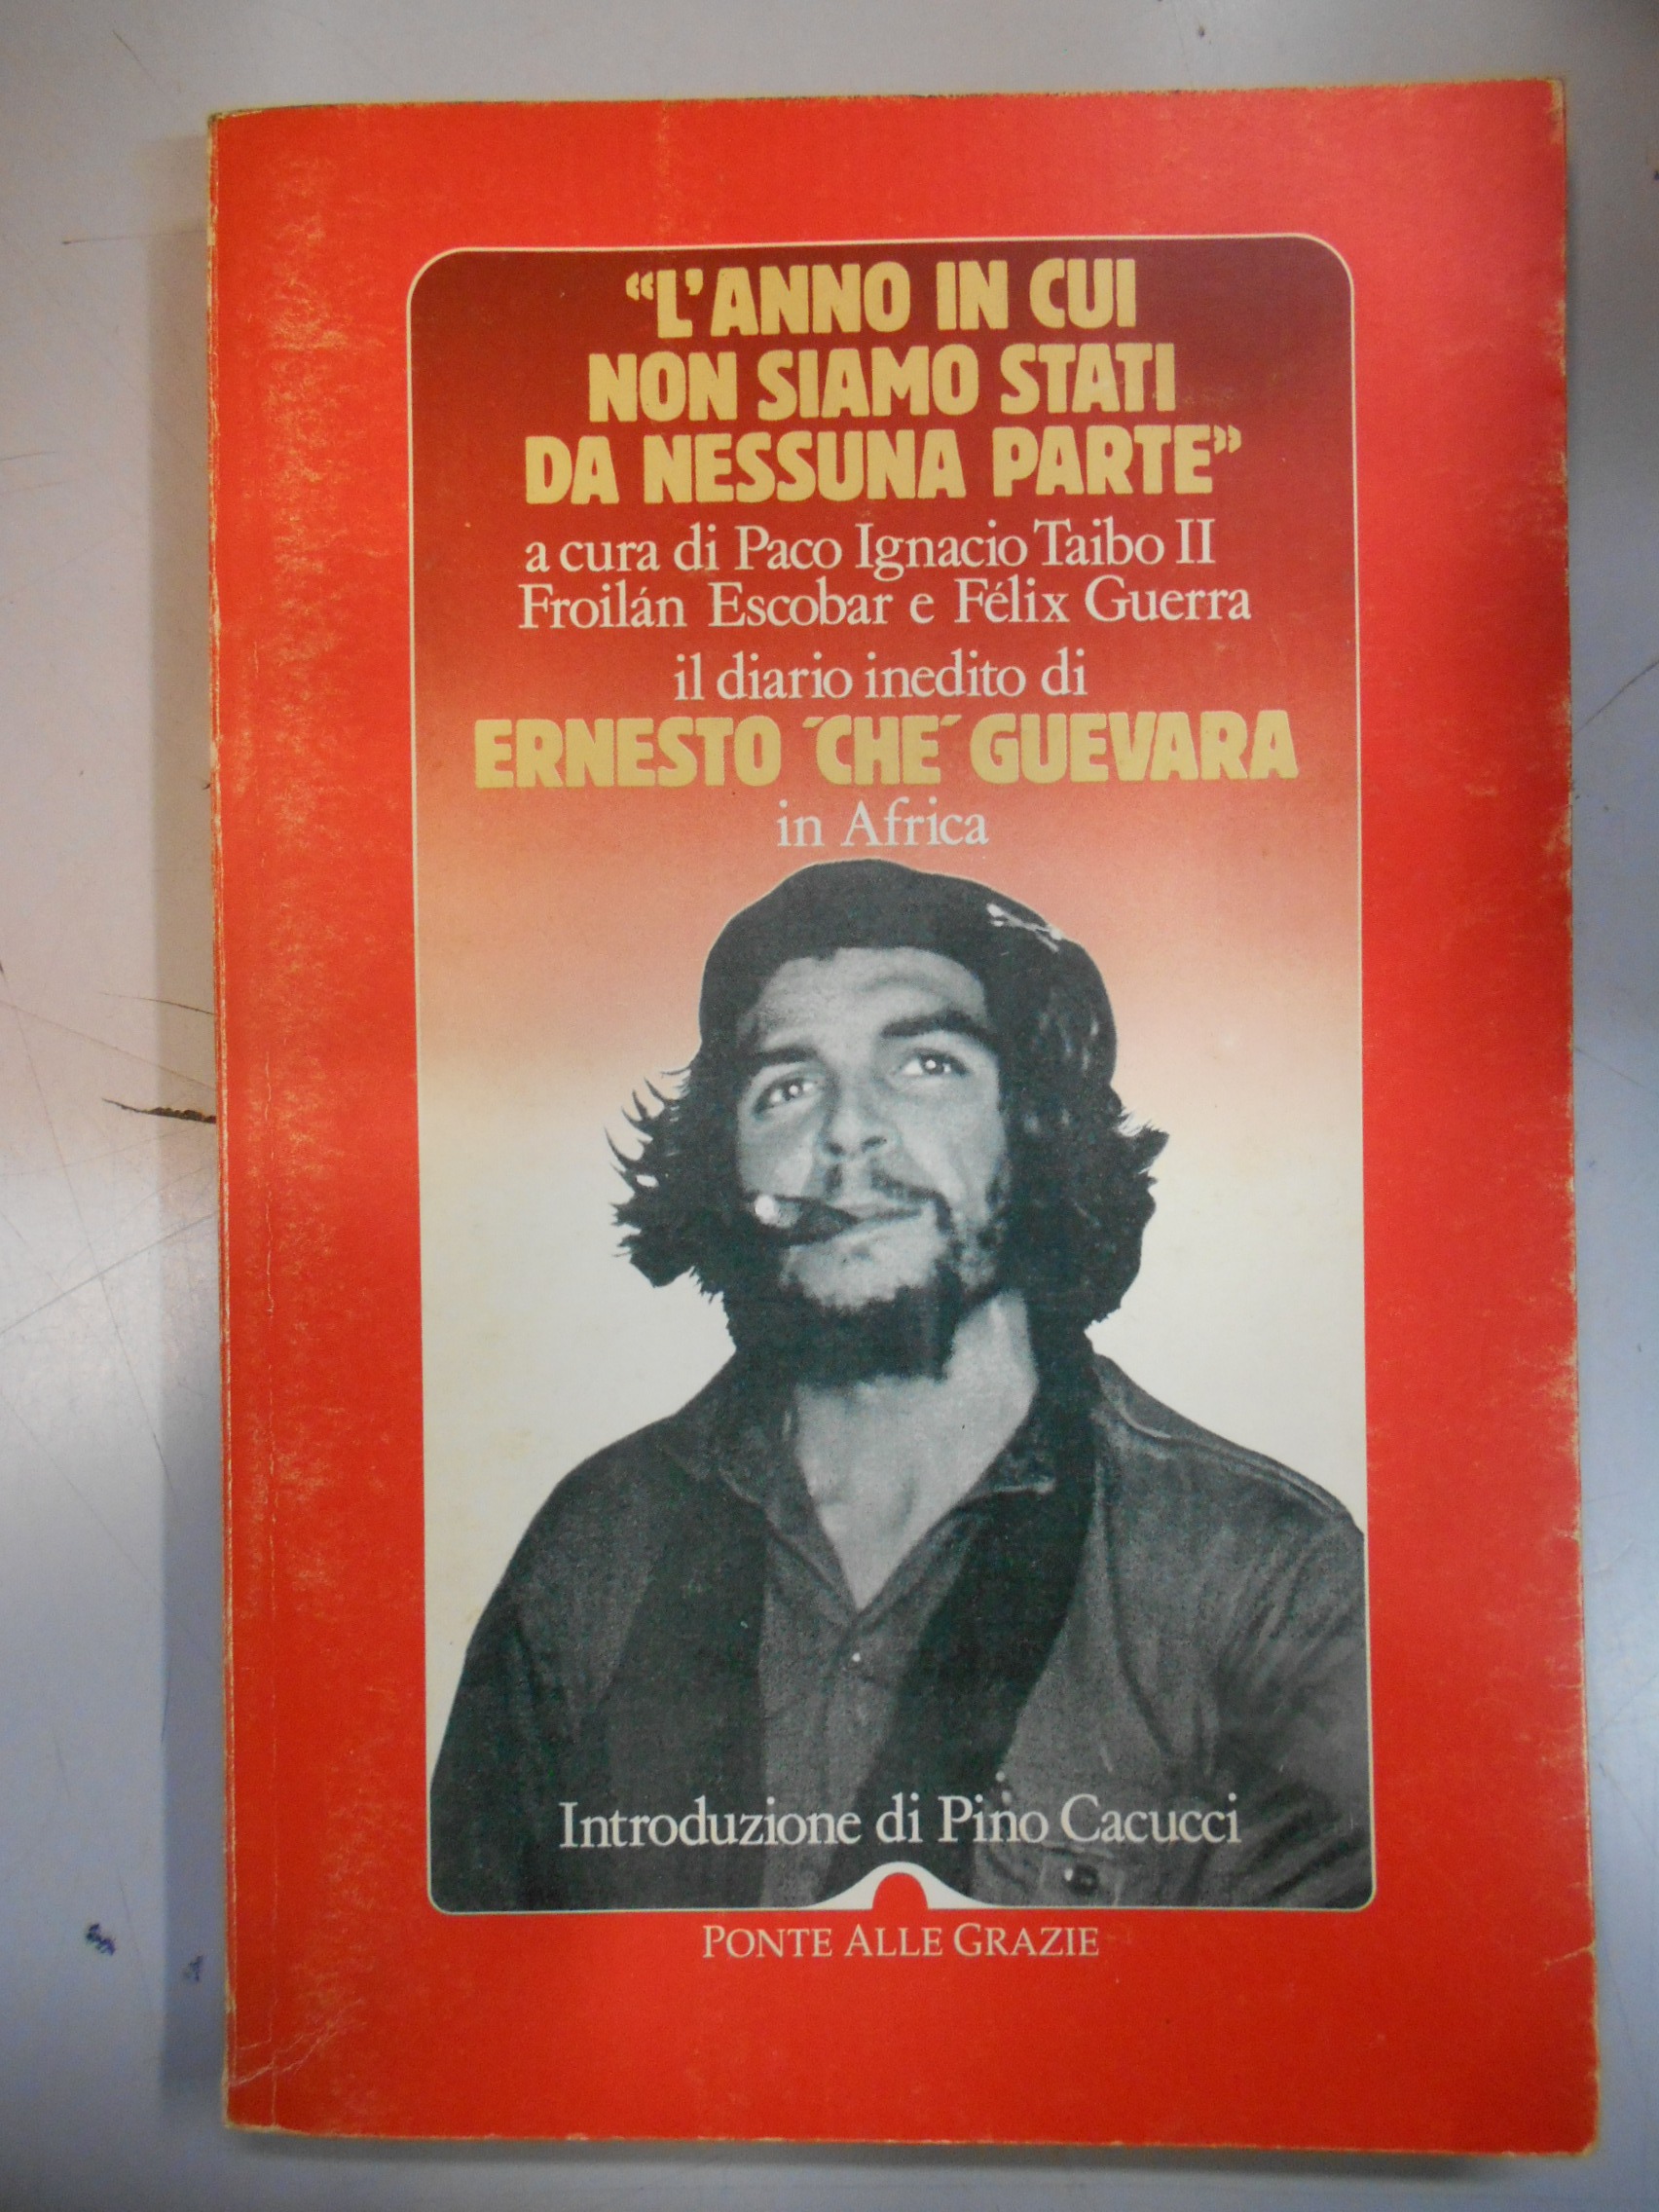 “L’ANNO IN CUI
NON SIAMO STATI
DA NESSUNA PARTE”
a cura di Paco Ignacio Taibo II
Froilán Escobar e Félix Guerra
il diario inedito di
ERNESTO ´CHE´ GUEVARA
in Africa
Introduzione di Pino Cacucci
PONTE ALLE GRAZIE